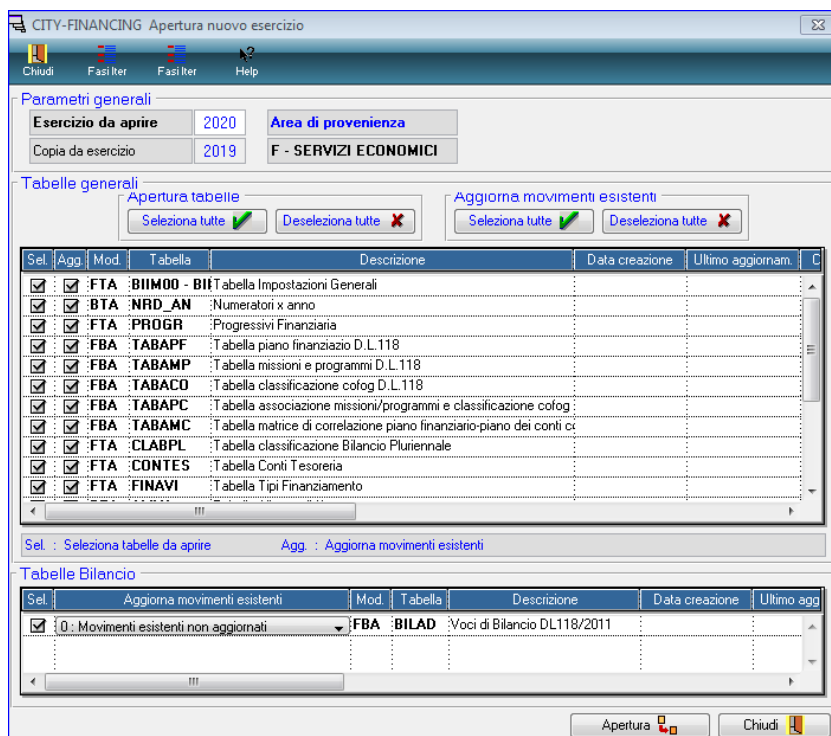 CITY-FINANCING Apertura nuovo esercizio
Chiudi Fasi Iter Fasi Iter Help
Parametri generali
Esercizio da aprire 2020 Area di provenienza
Copia da esercizio 2019 F - SERVIZI ECONOMICI
Tabelle generali
Apertura tabelle Aggiorna movimenti esistenti
Seleziona tutte Deseleziona tutte Seleziona tutte Deseleziona tutte
Sel. Agg. Mod. Tabella Descrizione Data creazione Ultimo aggiornam. C
FTA BIIM00 - BII Tabella Impostazioni Generali
BTA NRD_AN Numeratori x anno
FTA PROGR Progressivi Finanziaria
FBA TABAPF Tabella piano finanziazio D.L.118
FBA TABAMP Tabella missioni e programmi D.L.118
FBA TABACO Tabella classificazione cofog D.L.118
FBA TABAPC Tabella associazione missioni/programmi e classificazione cofog
FBA TABAMC Tabella matrice di correlazione piano finanziario-piano dei conti
FTA CLABPL Tabella classificazione Bilancio Pluriennale
FTA CONTES Tabella Conti Tesoreria
FTA FINAVI Tabella Tipi Finanziamento
Sel. : Seleziona tabelle da aprire Agg. : Aggiorna movimenti esistenti
Tabelle Bilancio
Sel. Aggiorna movimenti esistenti Mod. Tabella Descrizione Data creazione Ultimo agg
0 : Movimenti esistenti non aggiornati FBA BILAD Voci di Bilancio DL118/2011
Apertura Chiudi